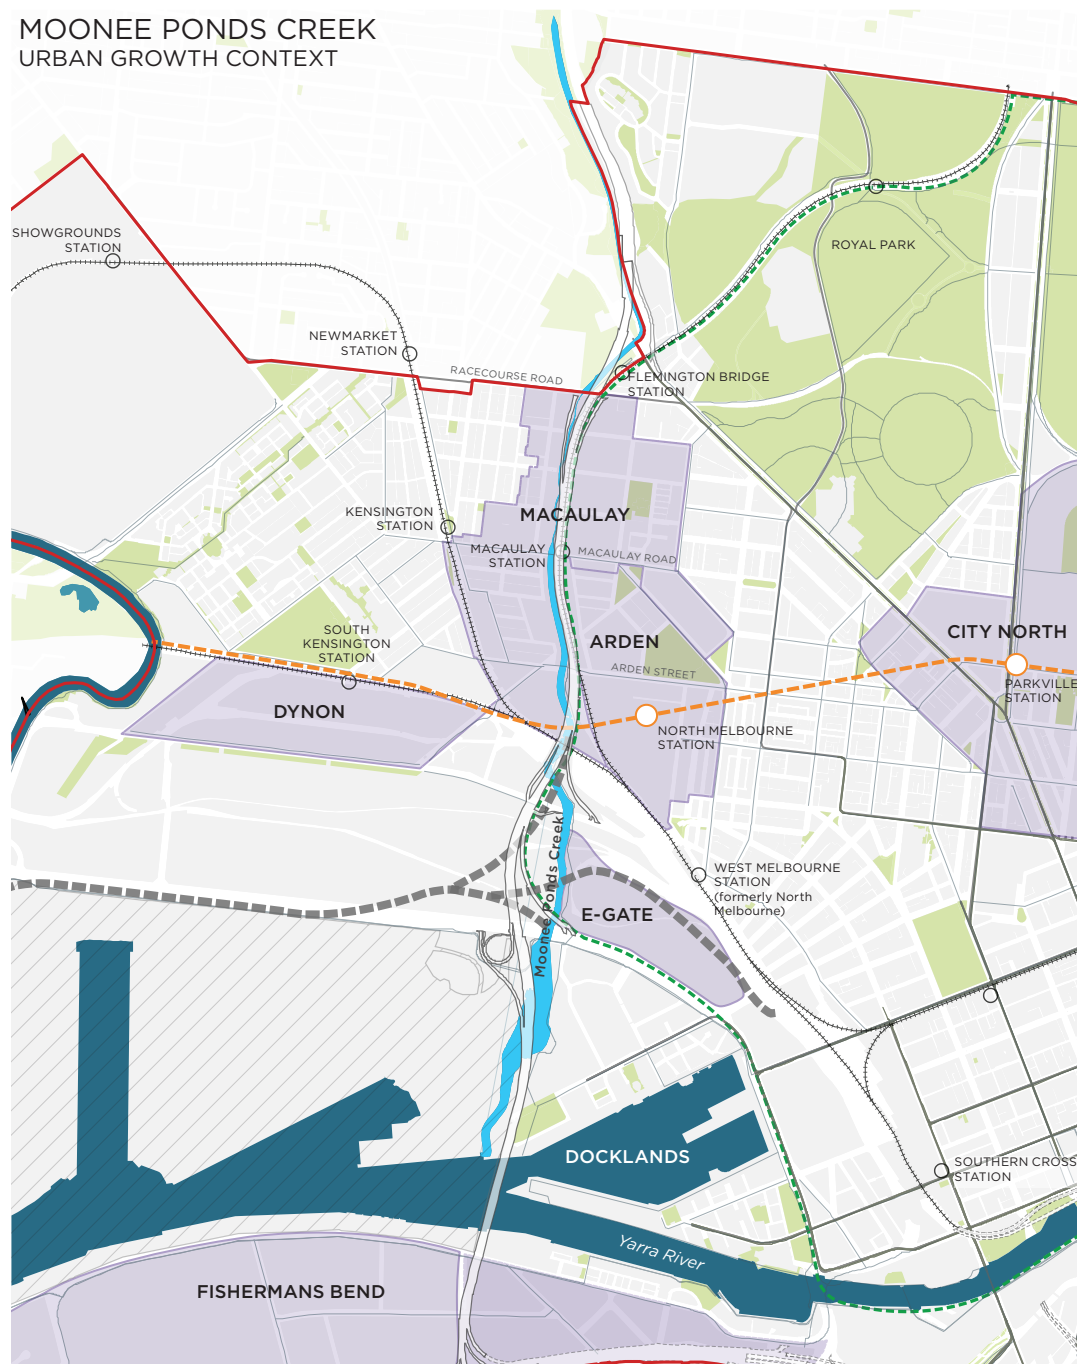 MOONEE PONDS CREEK
URBAN GROWTH CONTEXT
SHOWGROUNDS
STATION
ROYAL PARK
NEWMARKET
STATION
RACECOURSE ROAD
FLEMINGTON BRIDGE
STATION
KENSINGTON
STATION
MACAULAY
MACAULAY
STATION
MACAULAY ROAD
SOUTH
KENSINGTON
STATION
ARDEN
ARDEN STREET
CITY NORTH
PARKVILLE
STATION
DYNON
NORTH MELBOURNE
STATION
Moonee Ponds Creek
WEST MELBOURNE
STATION
(formerly North
Melbourne)
E-GATE
DOCKLANDS
SOUTHERN CROSS
STATION
Yarra River
FISHERMANS BEND